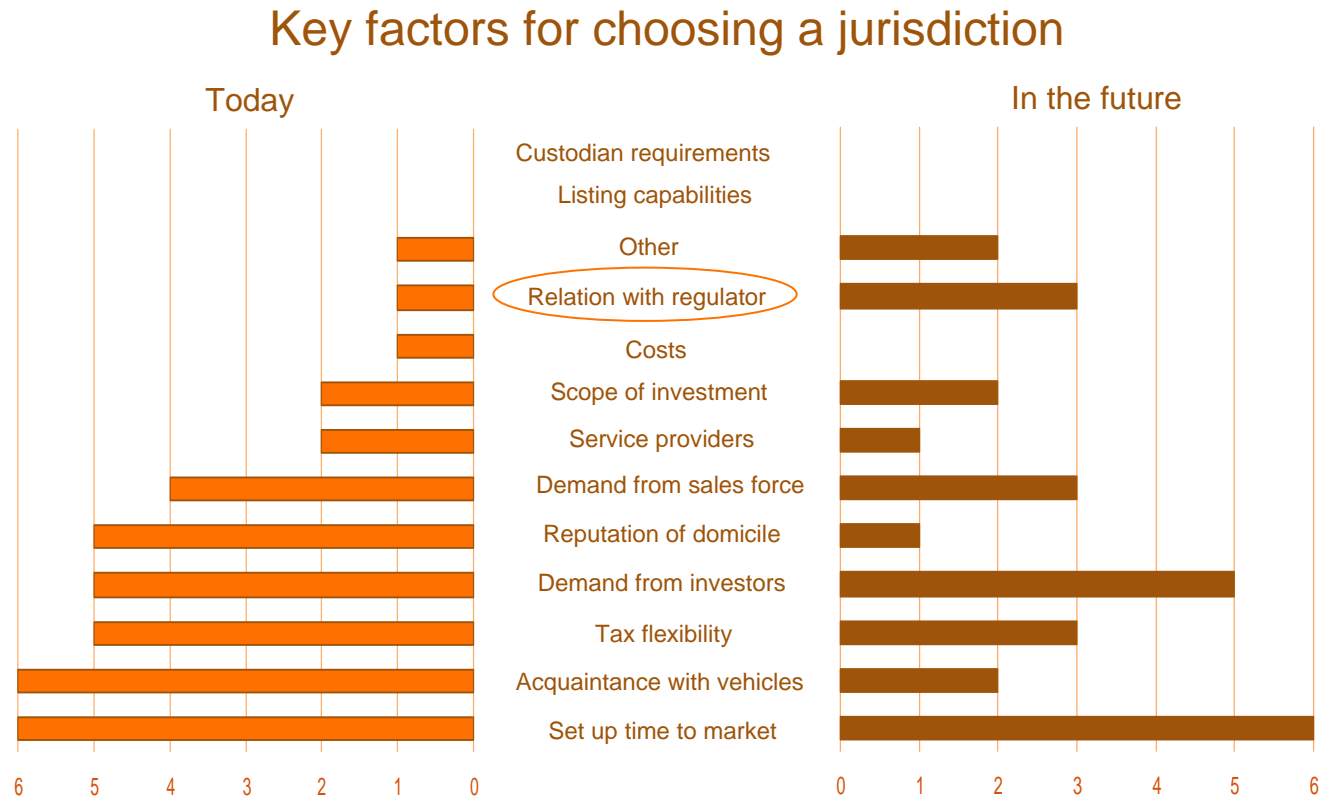 Key factors for choosing a jurisdiction
Today
In the future
Custodian requirements
Listing capabilities
Other
Relation with regulator
Costs
Scope of investment
Service providers
Demand from sales force
Reputation of domicile
Demand from investors
Tax flexibility
Acquaintance with vehicles
Set up time to market
6 5 4 3 2 1 0
0 1 2 3 4 5 6